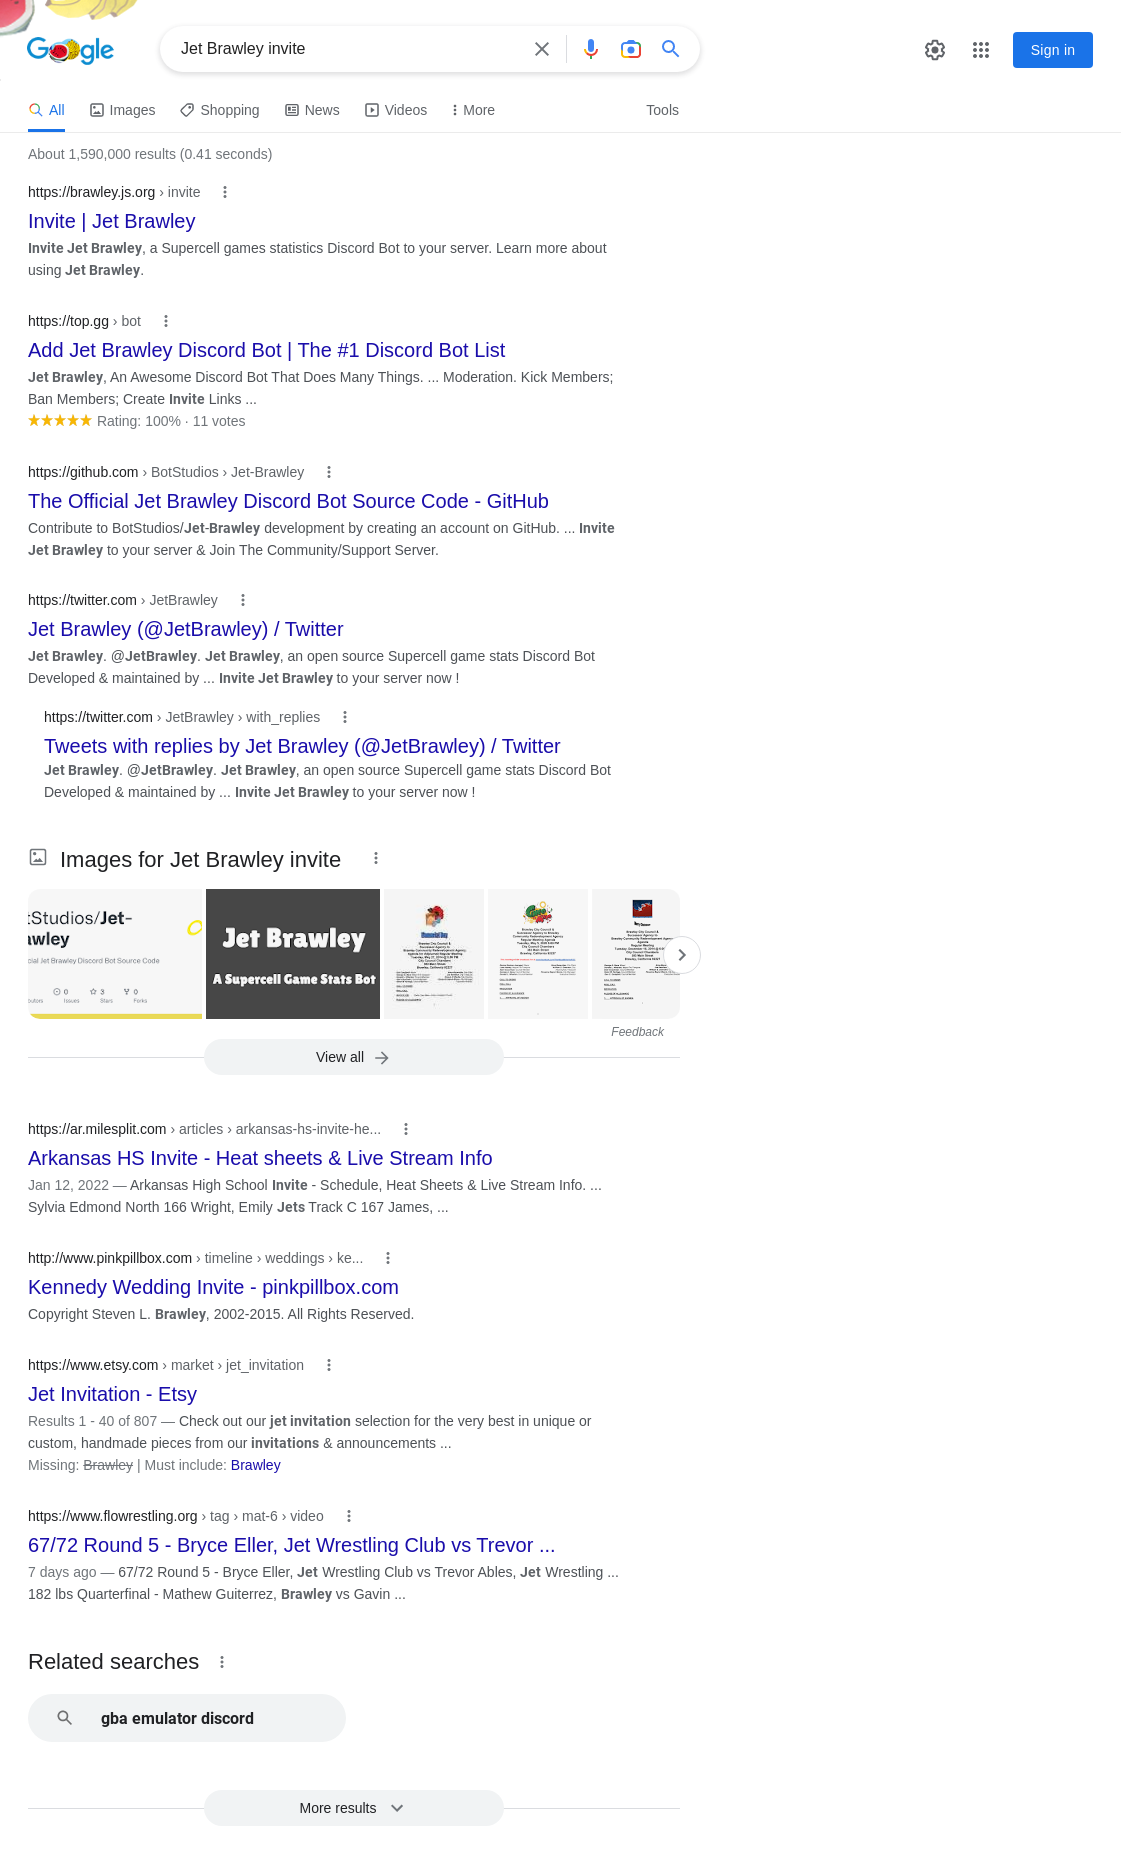 Google
Jet Brawley invite
Sign in
All
Images
Shopping
News
Videos
More
Tools
About 1,590,000 results (0.41 seconds)
https://brawley.js.org › invite
Invite | Jet Brawley
Invite Jet Brawley, a Supercell games statistics Discord Bot to your server. Learn more about
using Jet Brawley.
https://top.gg › bot
Add Jet Brawley Discord Bot | The #1 Discord Bot List
Jet Brawley, An Awesome Discord Bot That Does Many Things. ... Moderation. Kick Members;
Ban Members; Create Invite Links ...
Rating: 100% · 11 votes
https://github.com › BotStudios › Jet-Brawley
The Official Jet Brawley Discord Bot Source Code - GitHub
Contribute to BotStudios/Jet-Brawley development by creating an account on GitHub. ... Invite
Jet Brawley to your server & Join The Community/Support Server.
https://twitter.com › JetBrawley
Jet Brawley (@JetBrawley) / Twitter
Jet Brawley. @JetBrawley. Jet Brawley, an open source Supercell game stats Discord Bot
Developed & maintained by ... Invite Jet Brawley to your server now !
https://twitter.com › JetBrawley › with_replies
Tweets with replies by Jet Brawley (@JetBrawley) / Twitter
Jet Brawley. @JetBrawley. Jet Brawley, an open source Supercell game stats Discord Bot
Developed & maintained by ... Invite Jet Brawley to your server now !
Images for Jet Brawley invite
tStudios/Jet-
awley
cial Jet Brawley Discord Bot Source Code
0
3
0
Issues
Stars
Forks
Jet Brawley
A Supercell Game Stats Bot
Feedback
View all
https://ar.milesplit.com › articles › arkansas-hs-invite-he...
Arkansas HS Invite - Heat sheets & Live Stream Info
Jan 12, 2022 — Arkansas High School Invite - Schedule, Heat Sheets & Live Stream Info. ...
Sylvia Edmond North 166 Wright, Emily Jets Track C 167 James, ...
http://www.pinkpillbox.com › timeline › weddings › ke...
Kennedy Wedding Invite - pinkpillbox.com
Copyright Steven L. Brawley, 2002-2015. All Rights Reserved.
https://www.etsy.com › market › jet_invitation
Jet Invitation - Etsy
Results 1 - 40 of 807 — Check out our jet invitation selection for the very best in unique or
custom, handmade pieces from our invitations & announcements ...
Missing: Brawley | Must include: Brawley
https://www.flowrestling.org › tag › mat-6 › video
67/72 Round 5 - Bryce Eller, Jet Wrestling Club vs Trevor ...
7 days ago — 67/72 Round 5 - Bryce Eller, Jet Wrestling Club vs Trevor Ables, Jet Wrestling ...
182 lbs Quarterfinal - Mathew Guiterrez, Brawley vs Gavin ...
Related searches
gba emulator discord
More results